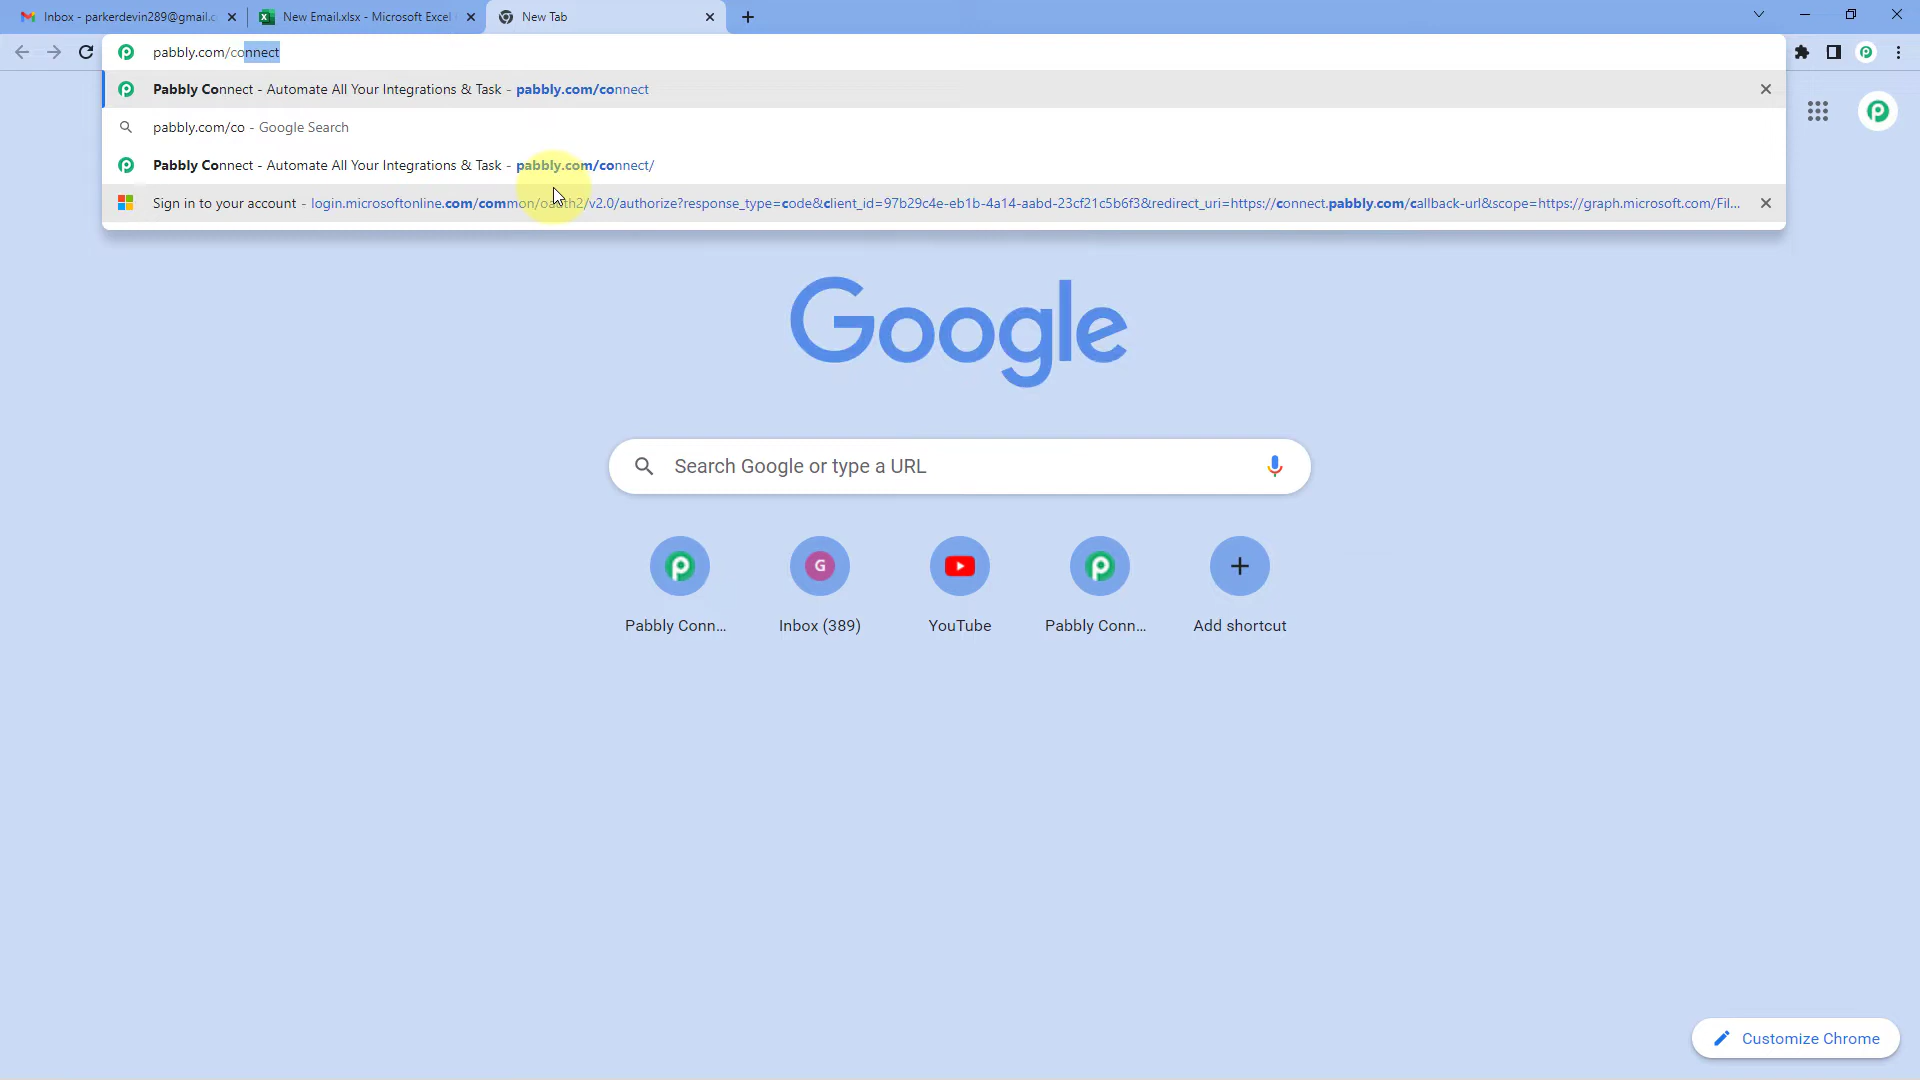 Inbox - parkerdevin289@gmail.c
New Email.xlsx - Microsoft Excel
New Tab
pabbly.com/connect
Pabbly Connect - Automate All Your Integrations & Task - pabbly.com/connect
pabbly.com/co - Google Search
Pabbly Connect - Automate All Your Integrations & Task - pabbly.com/connect/
Sign in to your account - login.microsoftonline.com/common/oauth2/v2.0/authorize?response_type=code&client_id=97b29c4e-eb1b-4a14-aabd-23cf21c5b6f3&redirect_uri=https://connect.pabbly.com/callback-url&scope=https://graph.microsoft.com/Fil...
Google
Search Google or type a URL
G
Pabbly Conn...
Inbox (389)
YouTube
Pabbly Conn...
Add shortcut
Customize Chrome